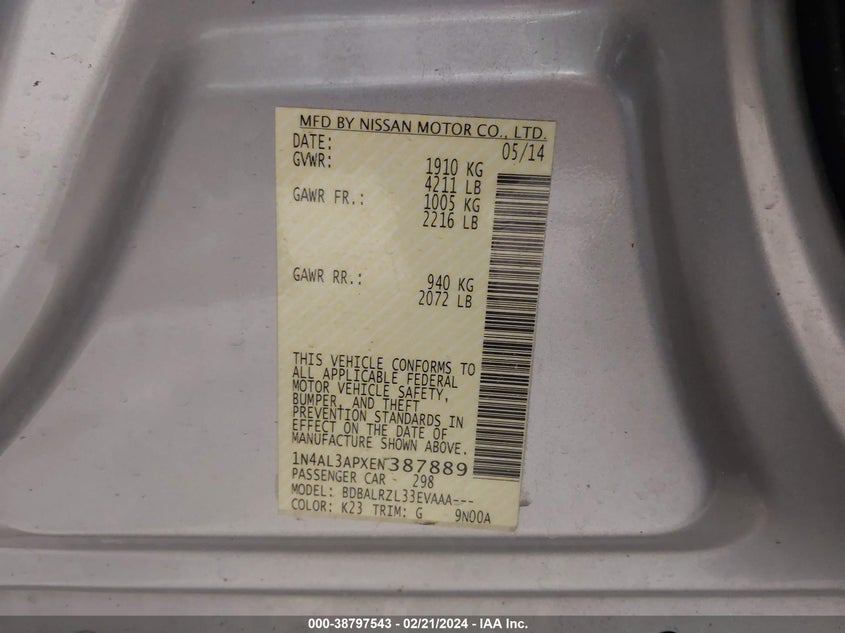 MFD BY NISSAN MOTOR CO., LTD.
DATE: 05/14
GVWR: 1910 KG
4211 LB
GAWR FR.: 1005 KG
2216 LB
GAWR RR.: 940 KG
2072 LB
THIS VEHICLE CONFORMS TO
ALL APPLICABLE FEDERAL
MOTOR VEHICLE SAFETY,
BUMPER, AND THEFT
PREVENTION STANDARDS IN
EFFECT ON THE DATE OF
MANUFACTURE SHOWN ABOVE.
1N4AL3APXEN387889
PASSENGER CAR - 298
MODEL: BDBALRZL33EVAAA---
COLOR: K23 TRIM: G 9N00A
000-38797543 - 02/21/2024 - IAA Inc.